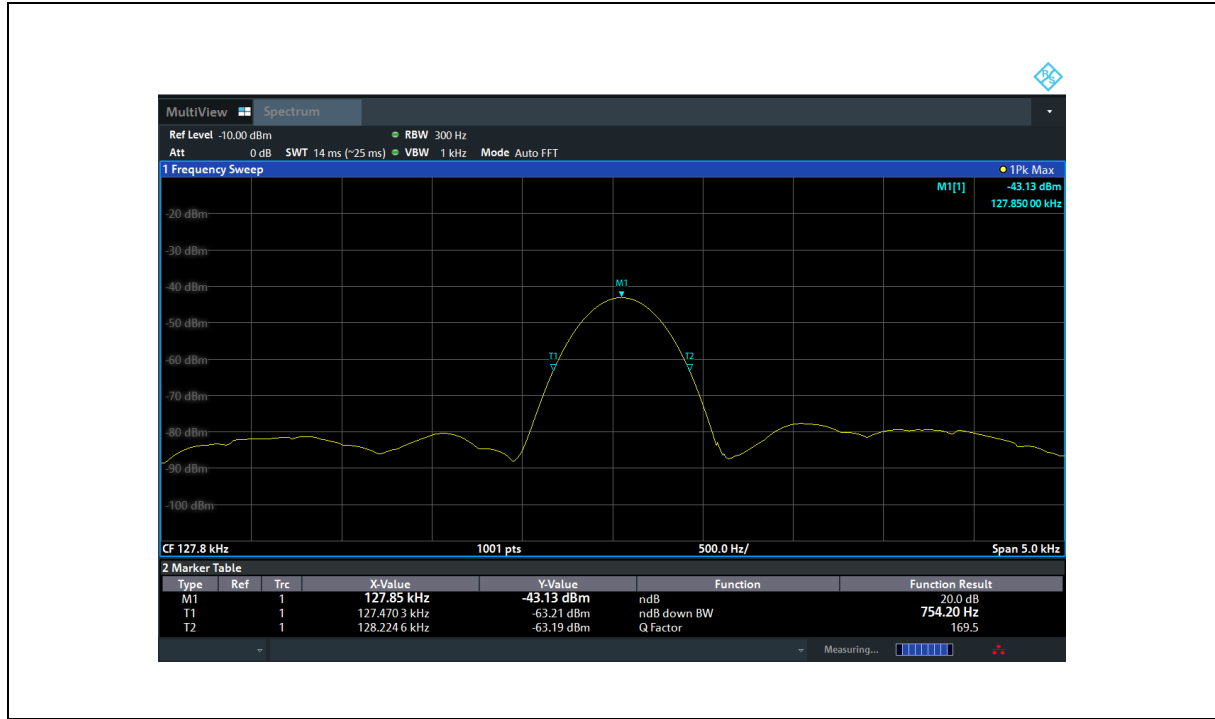 R&S
MultiView Spectrum
Ref Level -10.00 dBm RBW 300 Hz
Att 0 dB SWT 14 ms (~25 ms) VBW 1 kHz Mode Auto FFT
1 Frequency Sweep 1Pk Max
M1[1] -43.13 dBm
127.850 00 kHz
-20 dBm
-30 dBm
-40 dBm
M1
-50 dBm
T1 T2
-60 dBm
-70 dBm
-80 dBm
-90 dBm
-100 dBm
CF 127.8 kHz 1001 pts 500.0 Hz/ Span 5.0 kHz
2 Marker Table
Type Ref Trc X-Value Y-Value Function Function Result
M1 1 127.85 kHz -43.13 dBm ndB 20.0 dB
T1 1 127.470 3 kHz -63.21 dBm ndB down BW 754.20 Hz
T2 1 128.224 6 kHz -63.19 dBm Q Factor 169.5
Measuring...